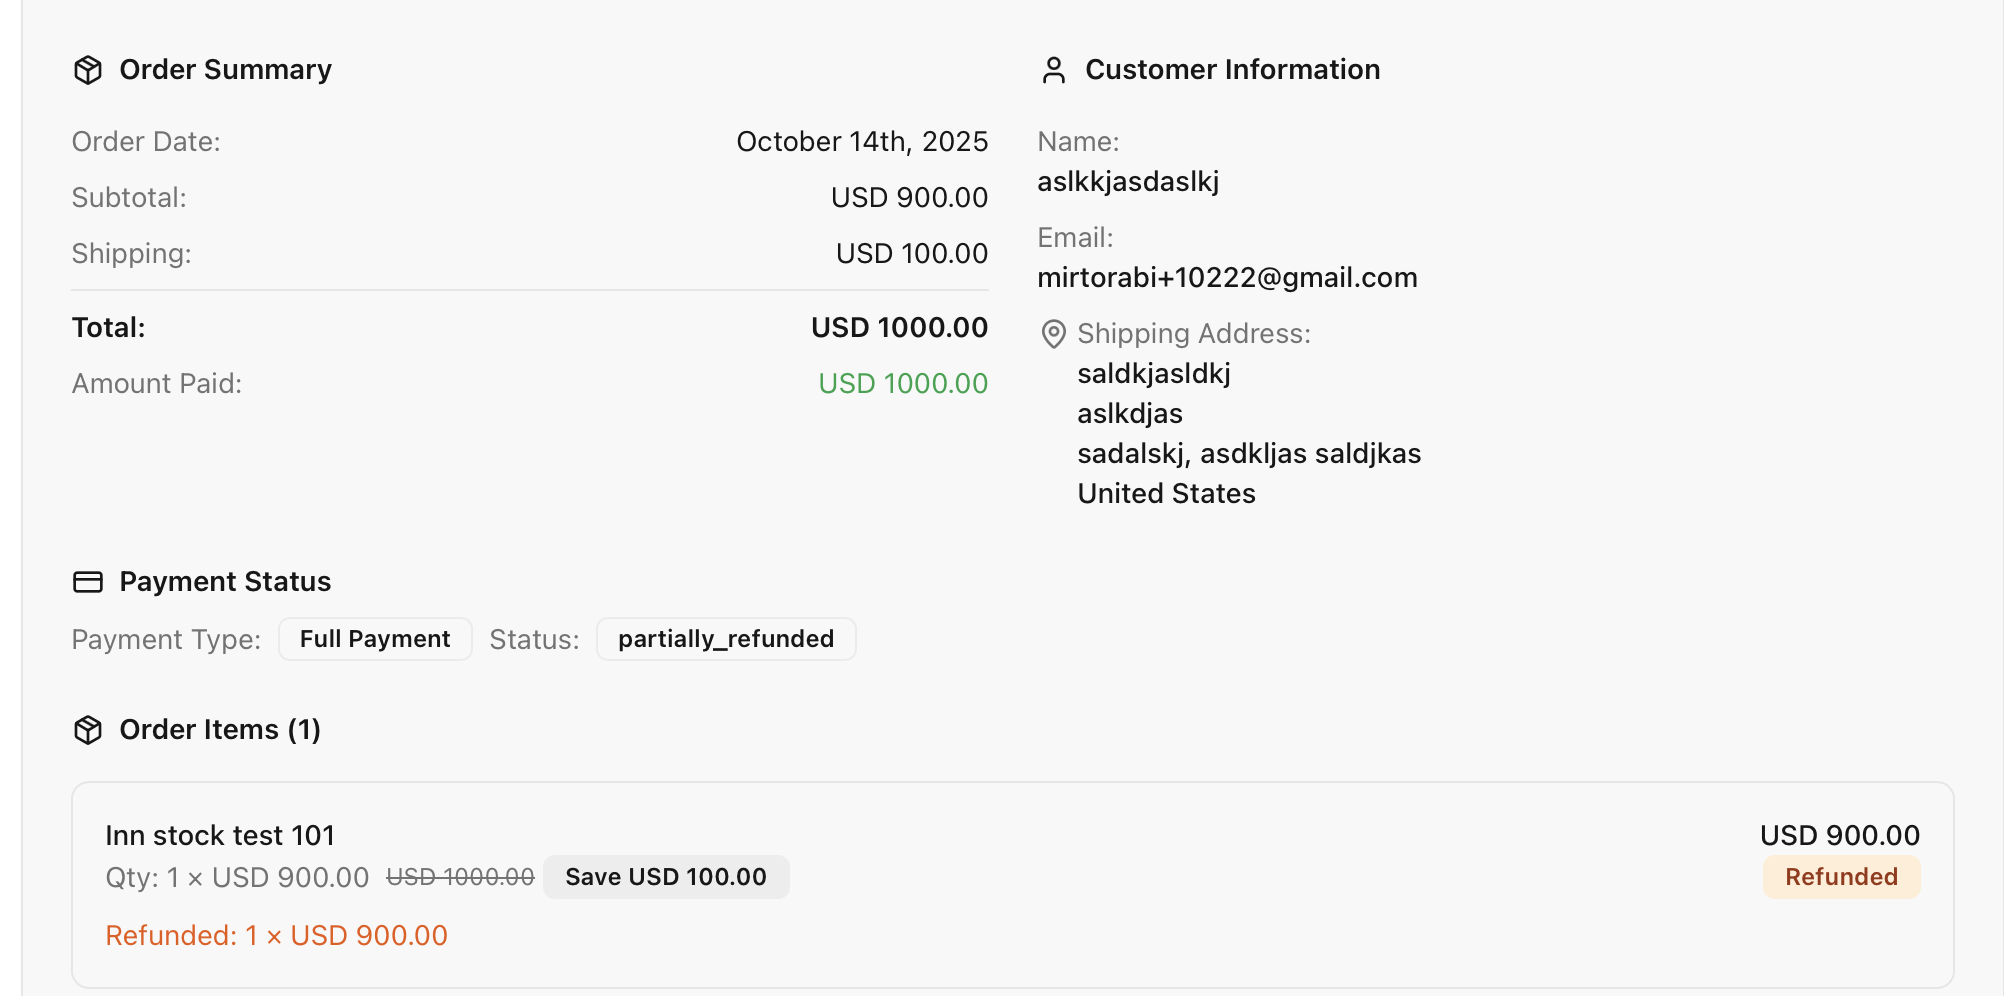 Order Summary
Order Date: October 14th, 2025
Subtotal: USD 900.00
Shipping: USD 100.00
Total: USD 1000.00
Amount Paid: USD 1000.00
Customer Information
Name:
aslkkjasdaslkj
Email:
mirtorabi+10222@gmail.com
Shipping Address:
saldkjasldkj
aslkdjas
sadalskj, asdkljas saldjkas
United States
Payment Status
Payment Type: Full Payment Status: partially_refunded
Order Items (1)
Inn stock test 101 USD 900.00
Qty: 1 × USD 900.00 USD 1000.00 Save USD 100.00 Refunded
Refunded: 1 × USD 900.00